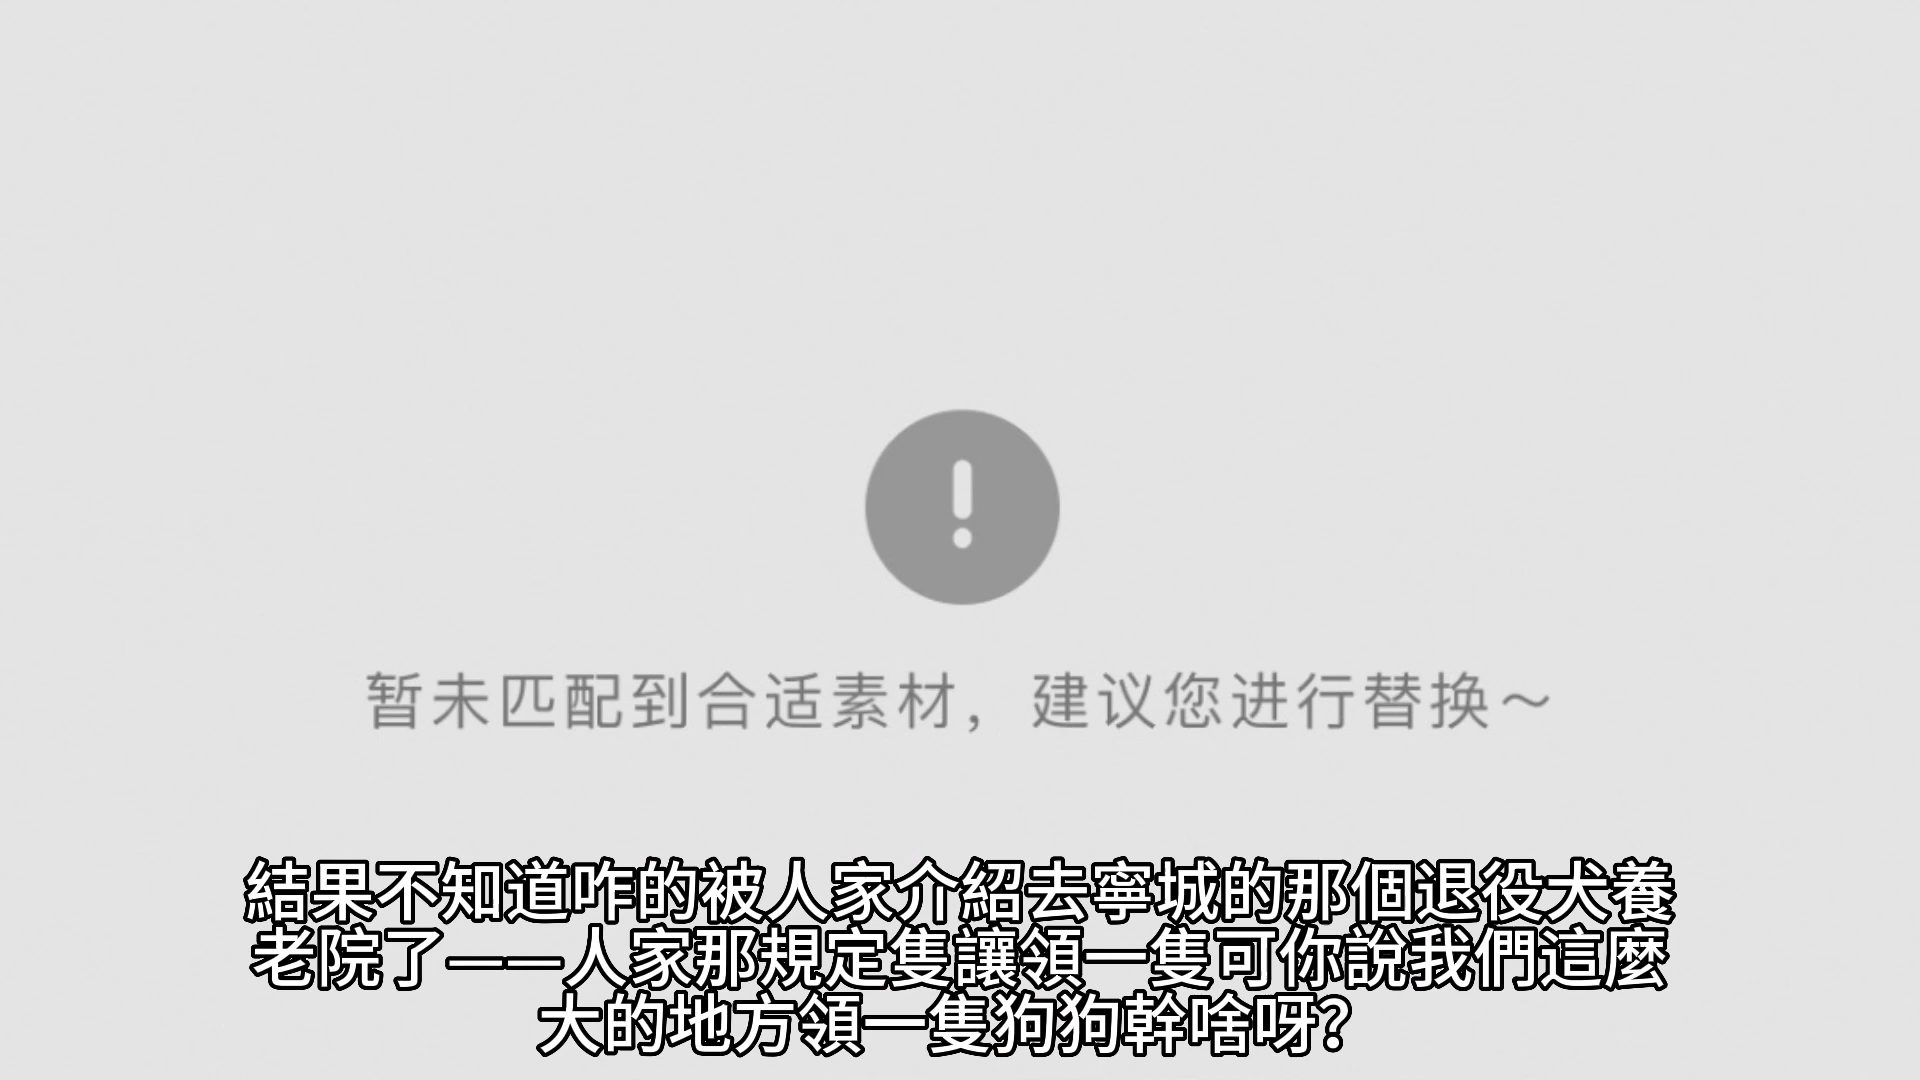 暂未匹配到合适素材，建议您进行替换～
結果不知道咋的被人家介紹去寧城的那個退役犬養
老院了——人家那規定隻讓領一隻可你說我們這麼
大的地方領一隻狗狗幹啥呀?